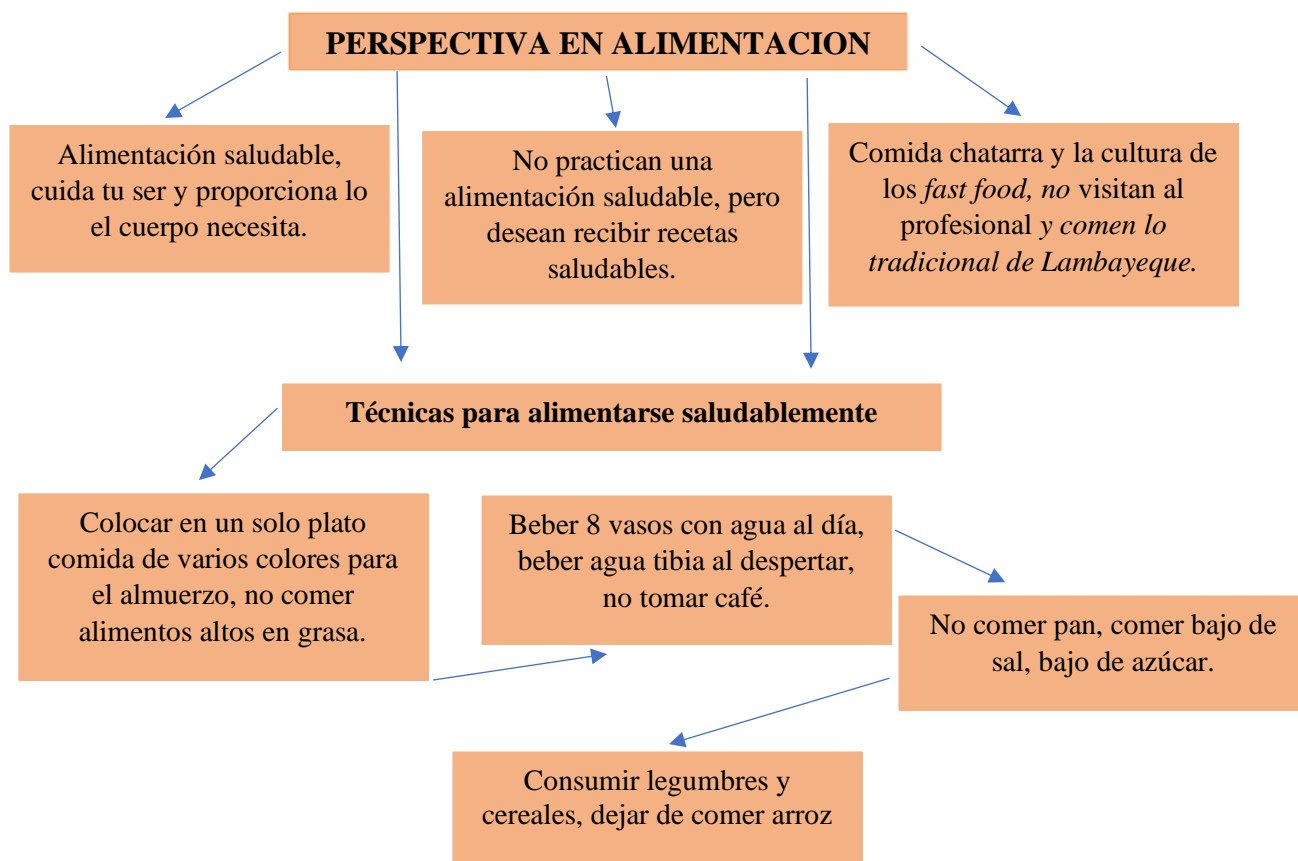 PERSPECTIVA EN ALIMENTACION
Alimentación saludable,
cuida tu ser y proporciona lo
el cuerpo necesita.
No practican una
alimentación saludable, pero
desean recibir recetas
saludables.
Comida chatarra y la cultura de
los fast food, no visitan al
profesional y comen lo
tradicional de Lambayeque.
Técnicas para alimentarse saludablemente
Colocar en un solo plato
comida de varios colores para
el almuerzo, no comer
alimentos altos en grasa.
Beber 8 vasos con agua al día,
beber agua tibia al despertar,
no tomar café.
No comer pan, comer bajo de
sal, bajo de azúcar.
Consumir legumbres y
cereales, dejar de comer arroz